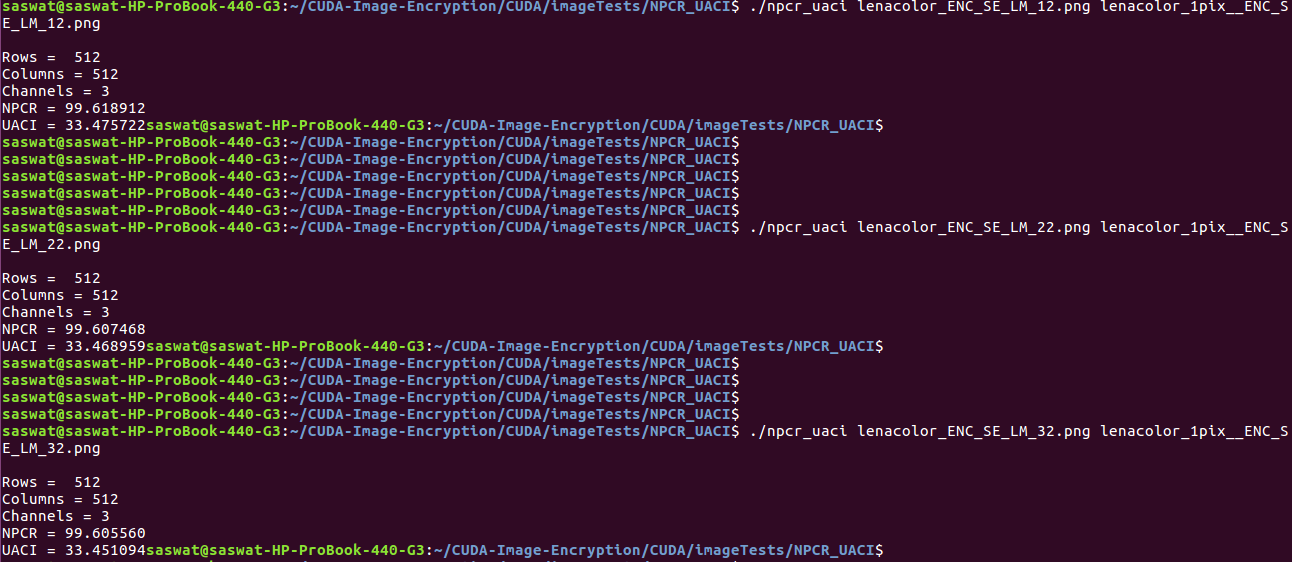 saswat@saswat-HP-ProBook-440-G3:~/CUDA-Image-Encryption/CUDA/imageTests/NPCR_UACI$ ./npcr_uaci lenacolor_ENC_SE_LM_12.png lenacolor_1pix__ENC_S
E_LM_12.png
Rows =  512
Columns = 512
Channels = 3
NPCR = 99.618912
UACI = 33.475722saswat@saswat-HP-ProBook-440-G3:~/CUDA-Image-Encryption/CUDA/imageTests/NPCR_UACI$
saswat@saswat-HP-ProBook-440-G3:~/CUDA-Image-Encryption/CUDA/imageTests/NPCR_UACI$
saswat@saswat-HP-ProBook-440-G3:~/CUDA-Image-Encryption/CUDA/imageTests/NPCR_UACI$
saswat@saswat-HP-ProBook-440-G3:~/CUDA-Image-Encryption/CUDA/imageTests/NPCR_UACI$
saswat@saswat-HP-ProBook-440-G3:~/CUDA-Image-Encryption/CUDA/imageTests/NPCR_UACI$
saswat@saswat-HP-ProBook-440-G3:~/CUDA-Image-Encryption/CUDA/imageTests/NPCR_UACI$
saswat@saswat-HP-ProBook-440-G3:~/CUDA-Image-Encryption/CUDA/imageTests/NPCR_UACI$ ./npcr_uaci lenacolor_ENC_SE_LM_22.png lenacolor_1pix__ENC_S
E_LM_22.png
Rows =  512
Columns = 512
Channels = 3
NPCR = 99.607468
UACI = 33.468959saswat@saswat-HP-ProBook-440-G3:~/CUDA-Image-Encryption/CUDA/imageTests/NPCR_UACI$
saswat@saswat-HP-ProBook-440-G3:~/CUDA-Image-Encryption/CUDA/imageTests/NPCR_UACI$
saswat@saswat-HP-ProBook-440-G3:~/CUDA-Image-Encryption/CUDA/imageTests/NPCR_UACI$
saswat@saswat-HP-ProBook-440-G3:~/CUDA-Image-Encryption/CUDA/imageTests/NPCR_UACI$
saswat@saswat-HP-ProBook-440-G3:~/CUDA-Image-Encryption/CUDA/imageTests/NPCR_UACI$
saswat@saswat-HP-ProBook-440-G3:~/CUDA-Image-Encryption/CUDA/imageTests/NPCR_UACI$ ./npcr_uaci lenacolor_ENC_SE_LM_32.png lenacolor_1pix__ENC_S
E_LM_32.png
Rows =  512
Columns = 512
Channels = 3
NPCR = 99.605560
UACI = 33.451094saswat@saswat-HP-ProBook-440-G3:~/CUDA-Image-Encryption/CUDA/imageTests/NPCR_UACI$